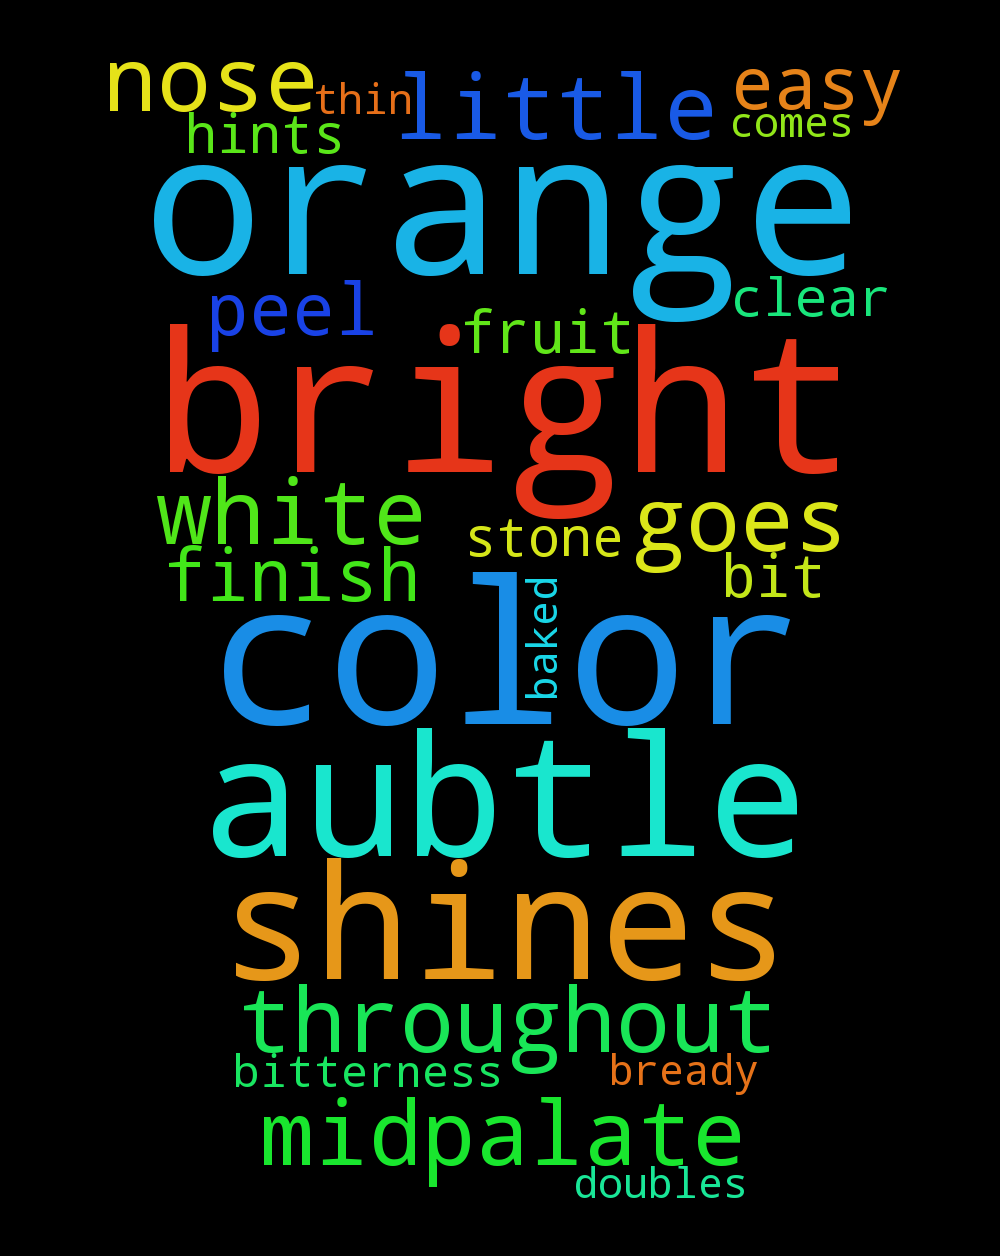 nose thin little easy
hints comes
orange
peel fruit clear
bright
white stone goes
finish bit
color baked
aubtle
shines
throughout
bitterness bready
midpalate
doubles